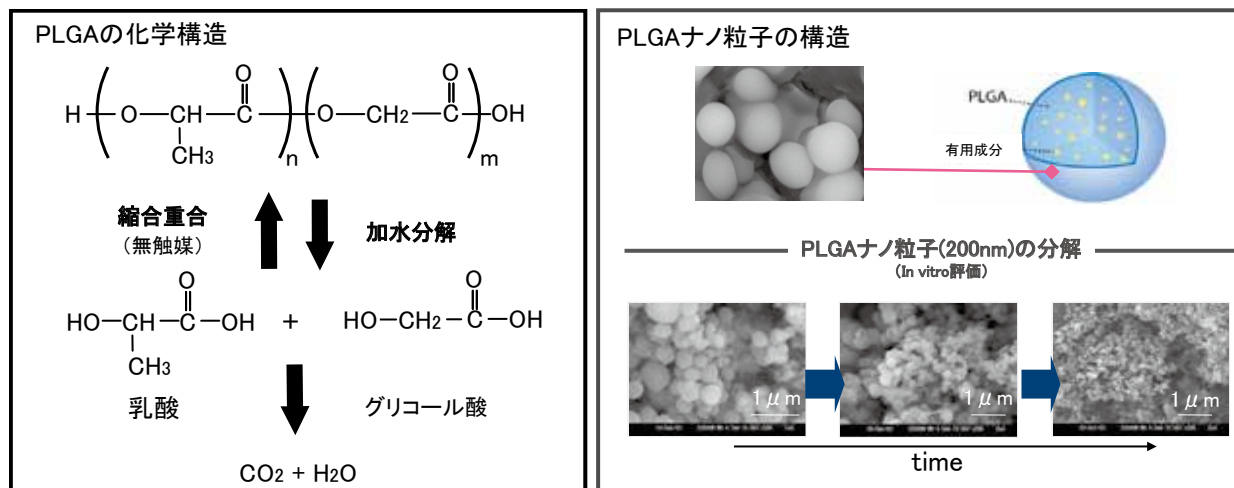 PLGAの化学構造
H ( O — CH — C ) ( O — CH2 — C ) OH
O
O
CH3
n
m
縮合重合
(無触媒)
加水分解
HO—CH—C—OH + HO—CH2—C—OH
O
O
CH3
乳酸
グリコール酸
CO2 + H2O
PLGAナノ粒子の構造
PLGA
有用成分
PLGAナノ粒子(200nm)の分解
(In vitro評価)
1μm
1μm
1μm
time